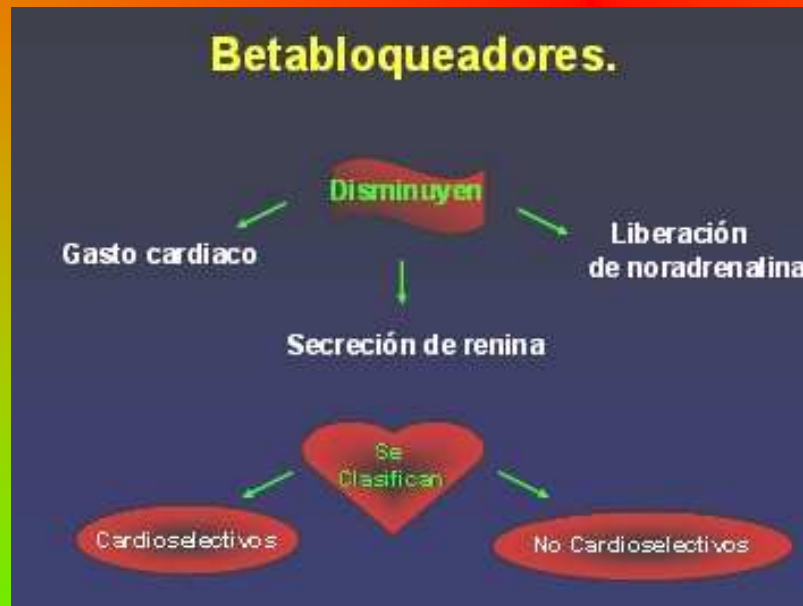 Betabloqueadores.
Disminuyen
Gasto cardiaco
Liberación
de noradrenalina
Secreción de renina
Se
Clasifican
Cardioselectivos
No Cardioselectivos